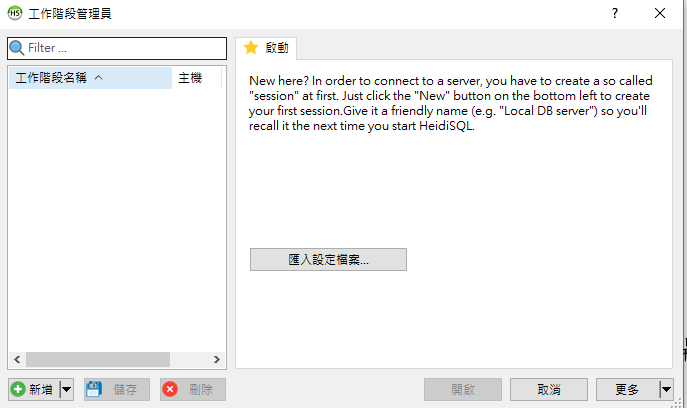 HS 工作階段管理員
Filter ...
啟動
工作階段名稱 主機
New here? In order to connect to a server, you have to create a so called
"session" at first. Just click the "New" button on the bottom left to create
your first session.Give it a friendly name (e.g. "Local DB server") so you'll
recall it the next time you start HeidiSQL.
匯入設定檔案...
新增 儲存 刪除 開啟 取消 更多